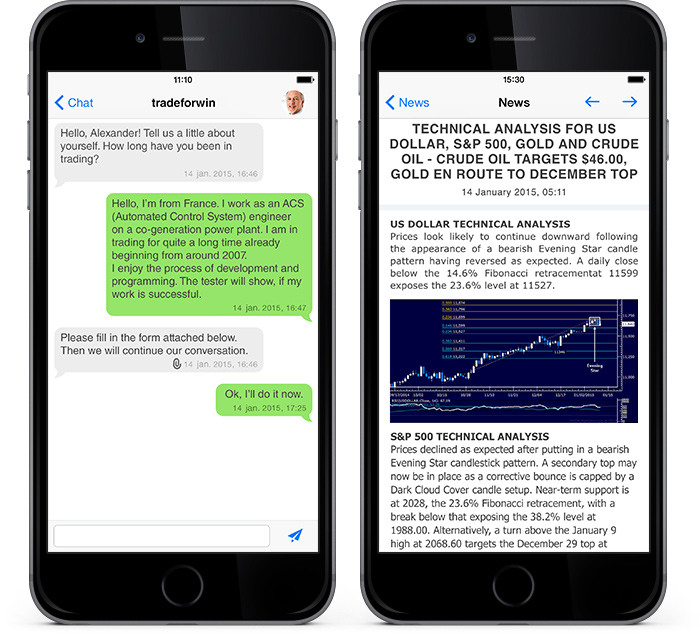 11:10
Chat
tradeforwin
Hello, Alexander! Tell us a little about
yourself. How long have you been in
trading?
14 jan. 2015, 16:46
Hello, I'm from France. I work as an ACS
(Automated Control System) engineer
on a co-generation power plant. I am in
trading for quite a long time already
beginning from around 2007.
I enjoy the process of development and
programming. The tester will show, if my
work is successful.
14 jan. 2015, 16:47
Please fill in the form attached below.
Then we will continue our conversation.
14 jan. 2015, 16:46
Ok, I'll do it now.
14 jan. 2015, 17:25
15:30
News
News
TECHNICAL ANALYSIS FOR US
DOLLAR, S&P 500, GOLD AND CRUDE
OIL - CRUDE OIL TARGETS $46.00,
GOLD EN ROUTE TO DECEMBER TOP
14 January 2015, 05:11
US DOLLAR TECHNICAL ANALYSIS
Prices look likely to continue downward following
the appearance of a bearish Evening Star candle
pattern having reversed as expected. A daily close
below the 14.6% Fibonacci retracementat 11599
exposes the 23.6% level at 11527.
Evening
Star
S&P 500 TECHNICAL ANALYSIS
Prices declined as expected after putting in a bearish
Evening Star candlestick pattern. A secondary top may
now be in place as a corrective bounce is capped by a
Dark Cloud Cover candle setup. Near-term support is
at 2028, the 23.6% Fibonacci retracement, with a
break below that exposing the 38.2% level at
1988.00. Alternatively, a turn above the January 9
high at 2068.60 targets the December 29 top at